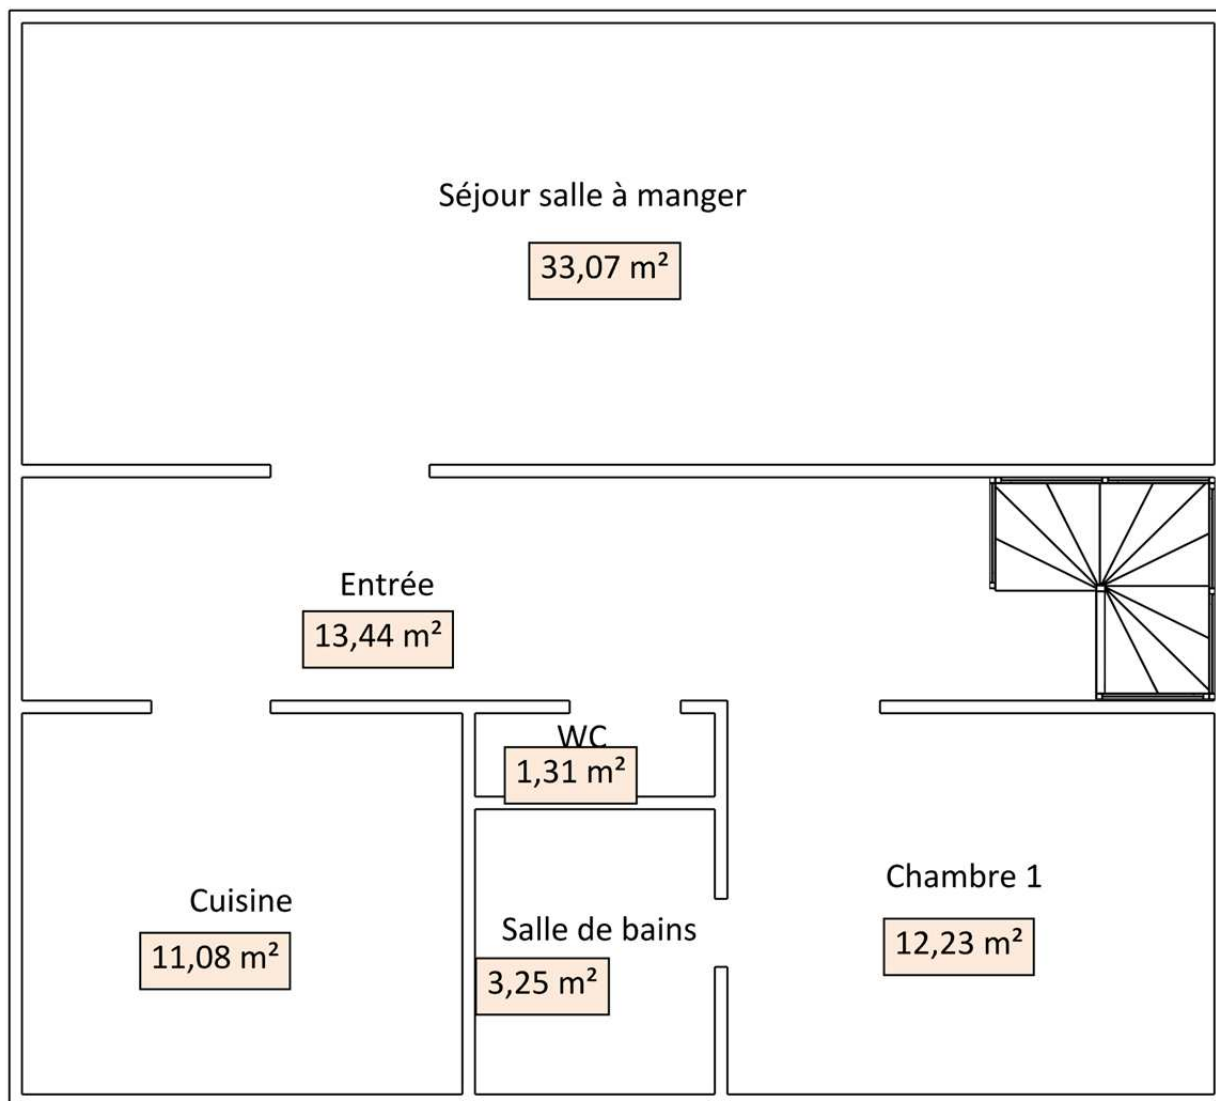 Séjour salle à manger
33,07 m²
Entrée
13,44 m²
WC
1,31 m²
Cuisine
11,08 m²
Salle de bains
3,25 m²
Chambre 1
12,23 m²